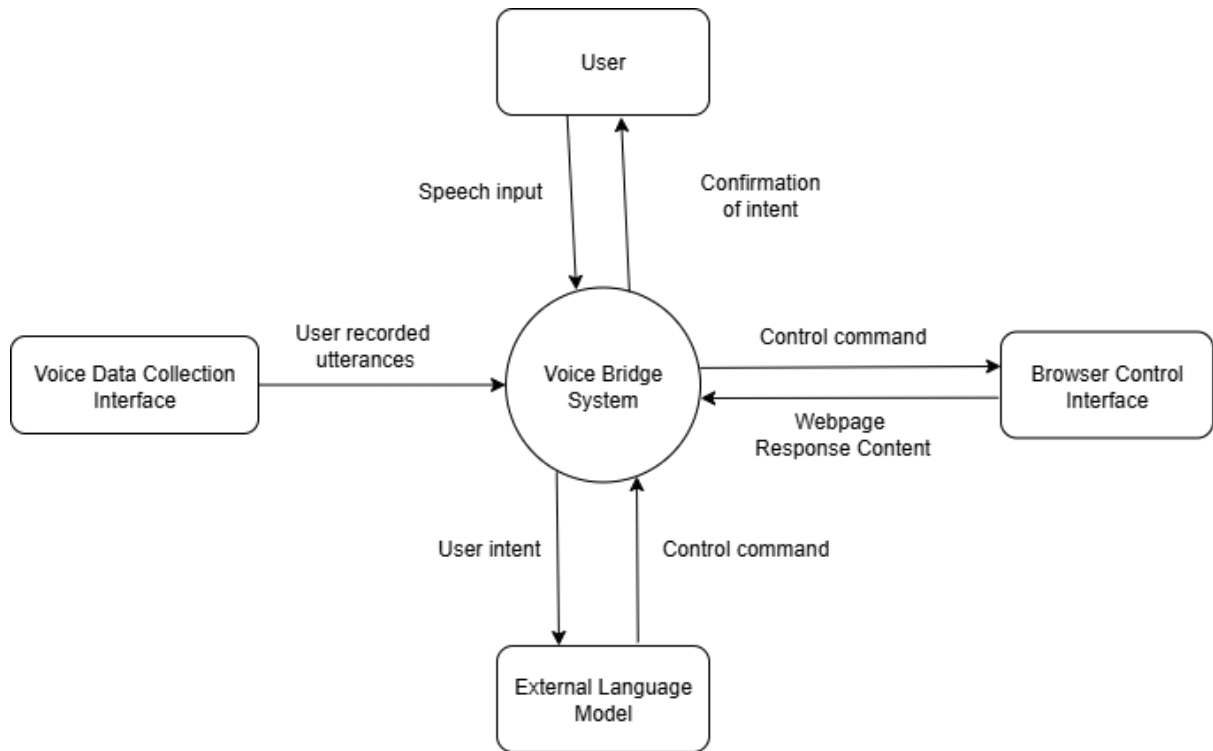 User
Speech input
Confirmation
of intent
User recorded
utterances
Voice Data Collection
Interface
Voice Bridge
System
Control command
Browser Control
Interface
Webpage
Response Content
User intent
Control command
External Language
Model